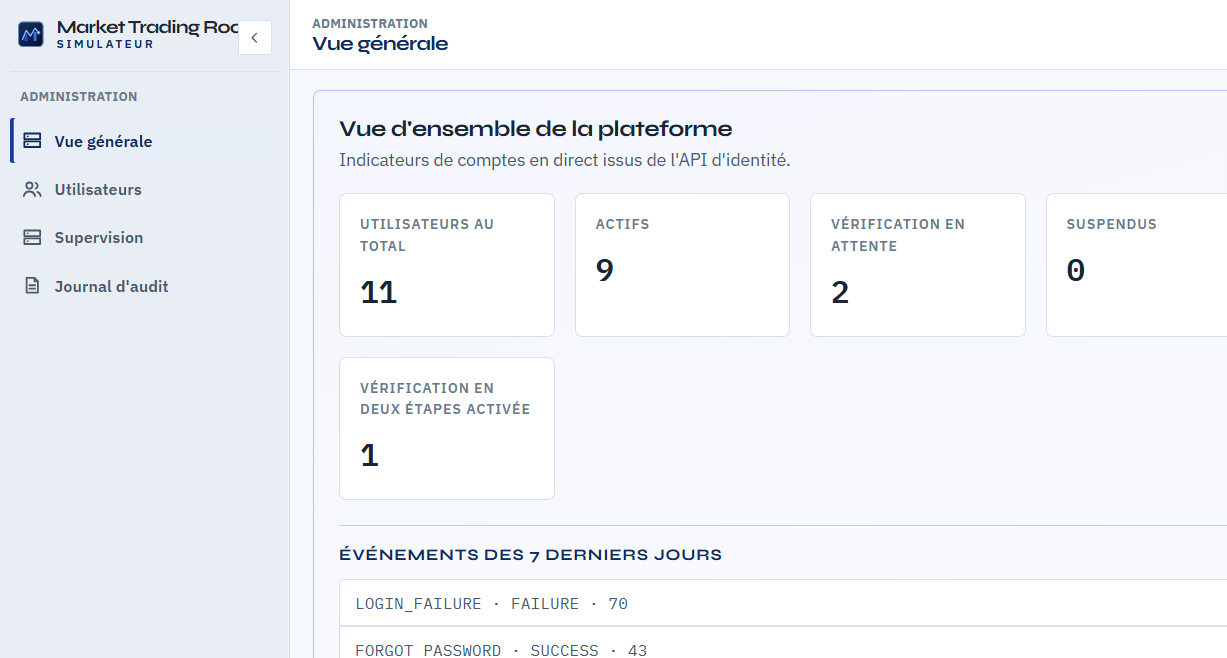 Market Trading Roo
SIMULATEUR
ADMINISTRATION
Vue générale
Utilisateurs
Supervision
Journal d'audit
ADMINISTRATION
Vue générale
Vue d'ensemble de la plateforme
Indicateurs de comptes en direct issus de l'API d'identité.
UTILISATEURS AU
TOTAL
11
ACTIFS
9
VÉRIFICATION EN
ATTENTE
2
SUSPENDUS
0
VÉRIFICATION EN
DEUX ÉTAPES ACTIVÉE
1
ÉVÉNEMENTS DES 7 DERNIERS JOURS
LOGIN_FAILURE · FAILURE · 70
FORGOT_PASSWORD · SUCCESS · 43